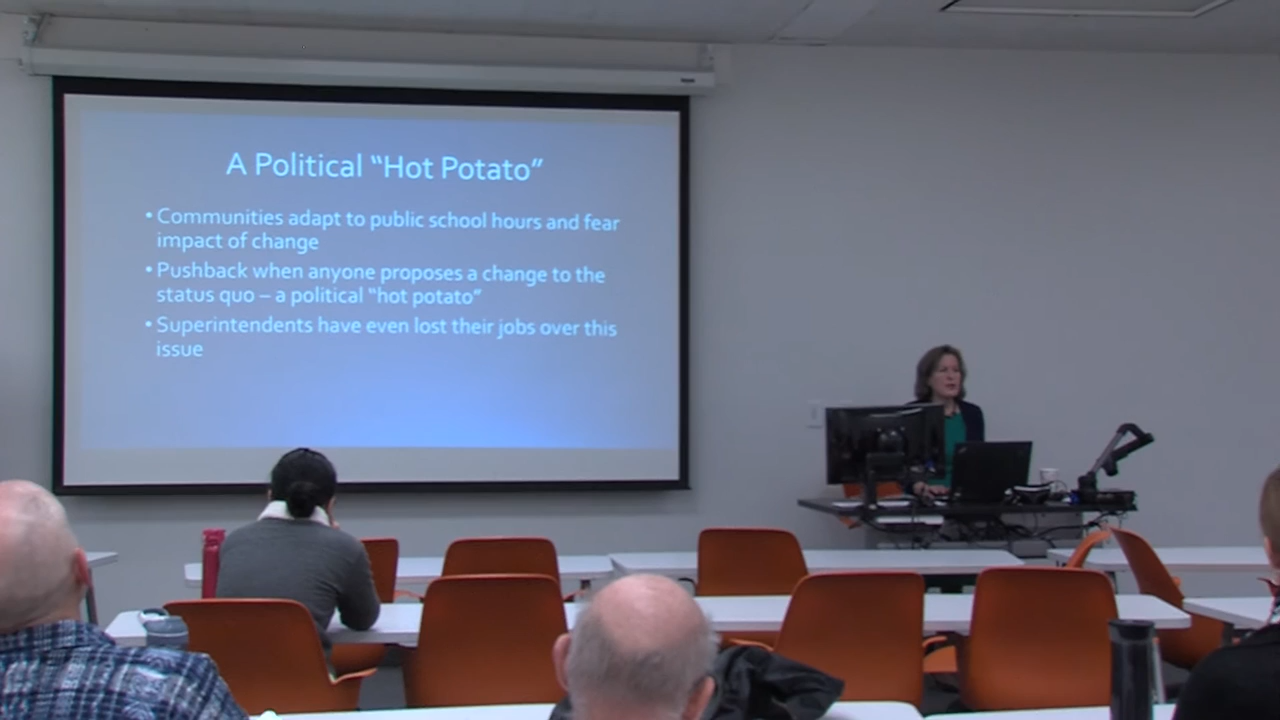 A Political “Hot Potato”
• Communities adapt to public school hours and fear
impact of change
• Pushback when anyone proposes a change to the
status quo – a political “hot potato”
• Superintendents have even lost their jobs over this
issue